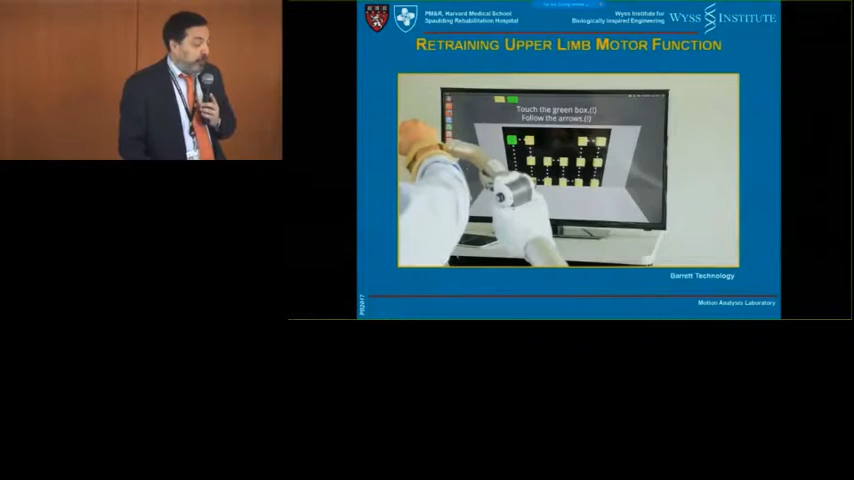 PM&R, Harvard Medical School
Spaulding Rehabilitation Hospital
Wyss Institute for
Biologically Inspired Engineering
WYSS INSTITUTE
RETRAINING UPPER LIMB MOTOR FUNCTION
Touch the green box.(!)
Follow the arrows.(!)
Barrett Technology
Motion Analysis Laboratory